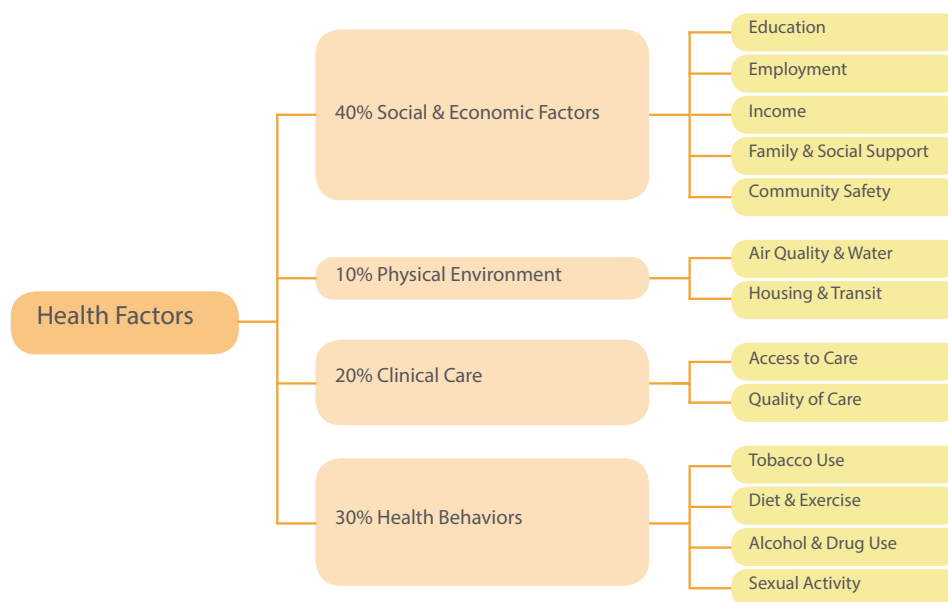 Health Factors
40% Social & Economic Factors
Education
Employment
Income
Family & Social Support
Community Safety
10% Physical Environment
Air Quality & Water
Housing & Transit
20% Clinical Care
Access to Care
Quality of Care
30% Health Behaviors
Tobacco Use
Diet & Exercise
Alcohol & Drug Use
Sexual Activity